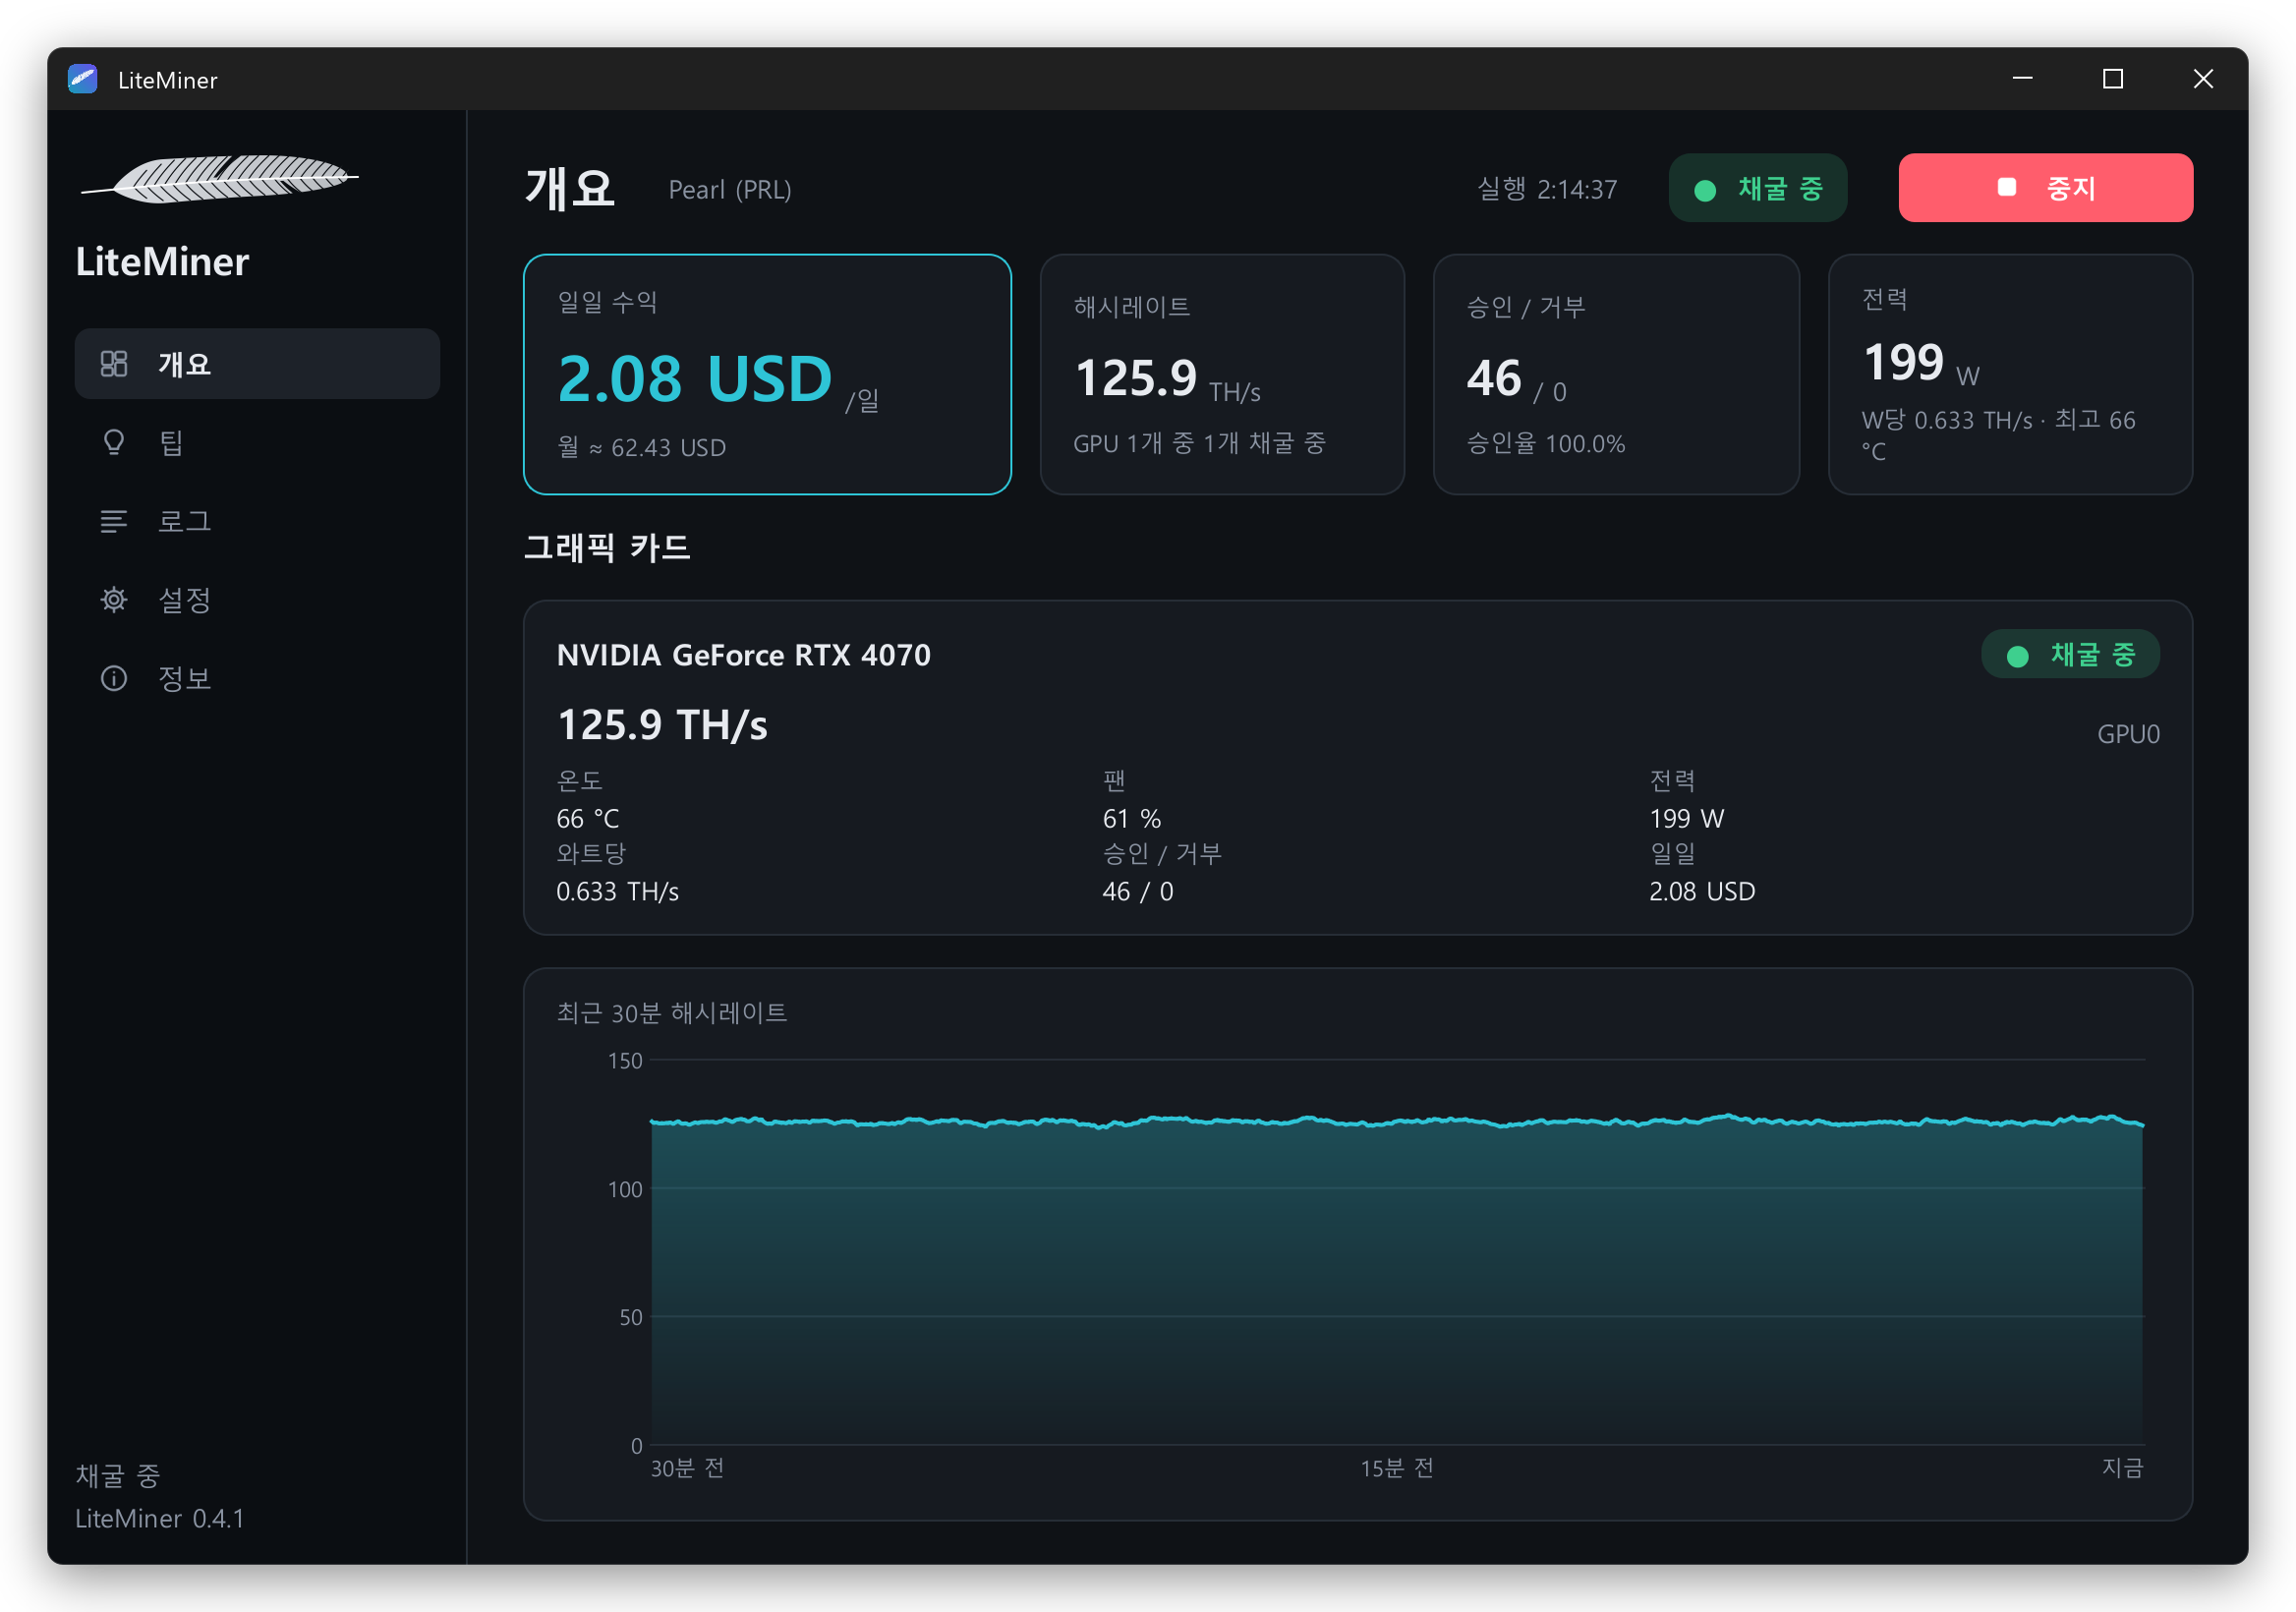 LiteMiner
LiteMiner
개요
팁
로그
설정
정보
채굴 중
LiteMiner 0.4.1
개요
Pearl (PRL)
실행 2:14:37
채굴 중
중지
일일 수익
2.08 USD /일
월 ≈ 62.43 USD
해시레이트
125.9 TH/s
GPU 1개 중 1개 채굴 중
승인 / 거부
46 / 0
승인율 100.0%
전력
199 W
W당 0.633 TH/s · 최고 66
°C
그래픽 카드
NVIDIA GeForce RTX 4070
채굴 중
125.9 TH/s
GPU0
온도
66 °C
팬
61 %
전력
199 W
와트당
0.633 TH/s
승인 / 거부
46 / 0
일일
2.08 USD
최근 30분 해시레이트
150
100
50
0
30분 전
15분 전
지금